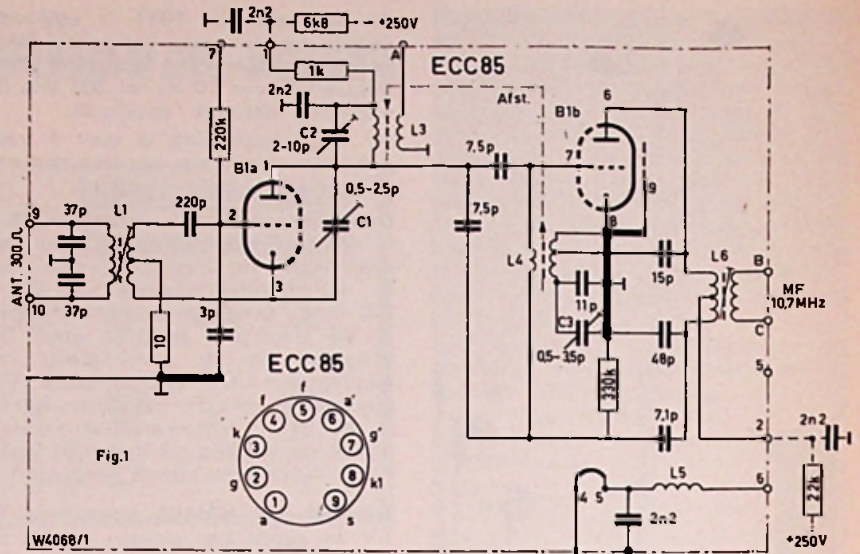 2n2
6k8
+250V
7
1
A
1k
ECC85
2n2
Afst.
C2
2-10p
L3
220k
B1a 1
B1b
6
7,5p
7
9
0,5-2,5p
C1
7,5p
8
9
37p
L1
220p
2
L4
15p
L6
B
ANT. 300Ω
3
11p
MF
10,7MHz
10
37p
3p
C3
C
0,5-3,5p
48p
10
5
ECC85
330k
7,1p
2n2
2
f
f
4
5
6
a'
k
3
7
g'
Fig.1
g
2
8
k1
1
9
a
s
4 5
L5
6
22k
2n2
+250V
W4068/1